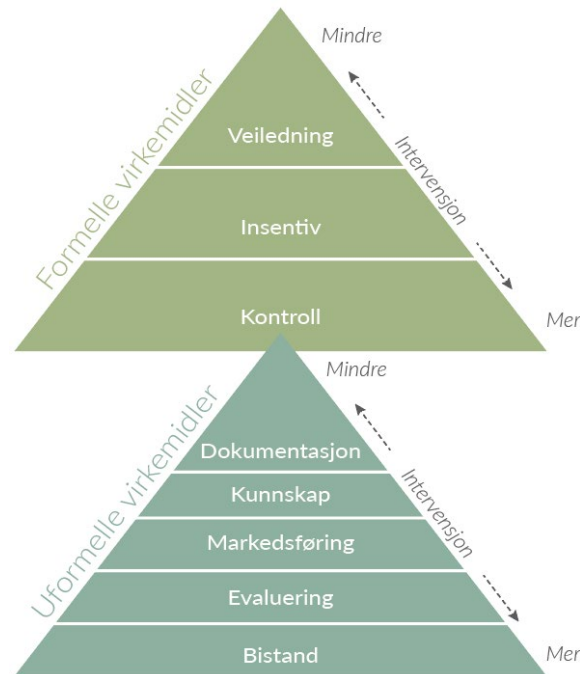 Mindre
Formelle virkemidler
Intervensjon
Veiledning
Insentiv
Kontroll
Mer
Mindre
Uformelle virkemidler
Intervensjon
Dokumentasjon
Kunnskap
Markedsføring
Evaluering
Bistand
Mer